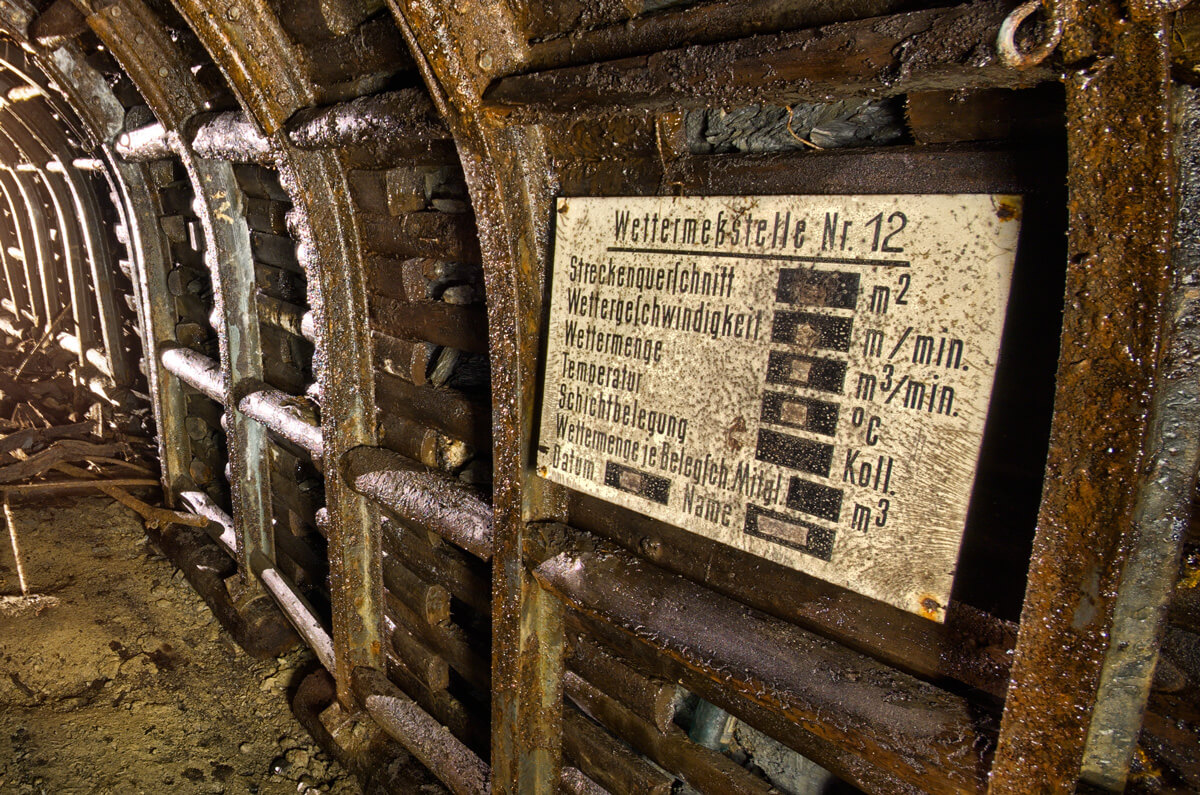 Wettermeßstelle Nr. 12
Streckenquerſchnitt m²
Wettergeſchwindigkeit m/min.
Wettermenge m³/min.
Temperatur °C
Schichtbelegung Koll.
Wettermenge je Belegſch. Mitgl. m³
Datum Name